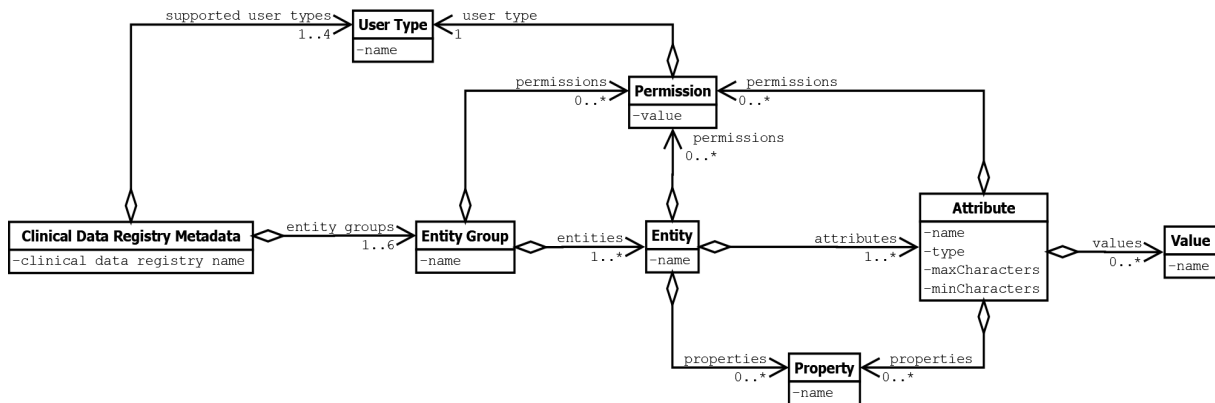 supported user types
1..4
User Type
-name
user type
1
permissions
0..*
Permission
-value
permissions
0..*
permissions
0..*
Clinical Data Registry Metadata
-clinical data registry name
entity groups
1..6
Entity Group
-name
entities
1..*
Entity
-name
attributes
1..*
Attribute
-name
-type
-maxCharacters
-minCharacters
values
0..*
Value
-name
properties
0..*
Property
-name
properties
0..*